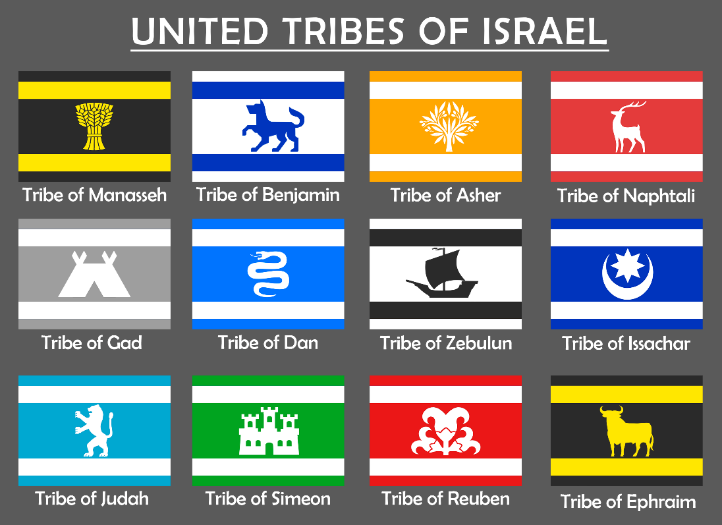 UNITED TRIBES OF ISRAEL
Tribe of Manasseh
Tribe of Benjamin
Tribe of Asher
Tribe of Naphtali
Tribe of Gad
Tribe of Dan
Tribe of Zebulun
Tribe of Issachar
Tribe of Judah
Tribe of Simeon
Tribe of Reuben
Tribe of Ephraim